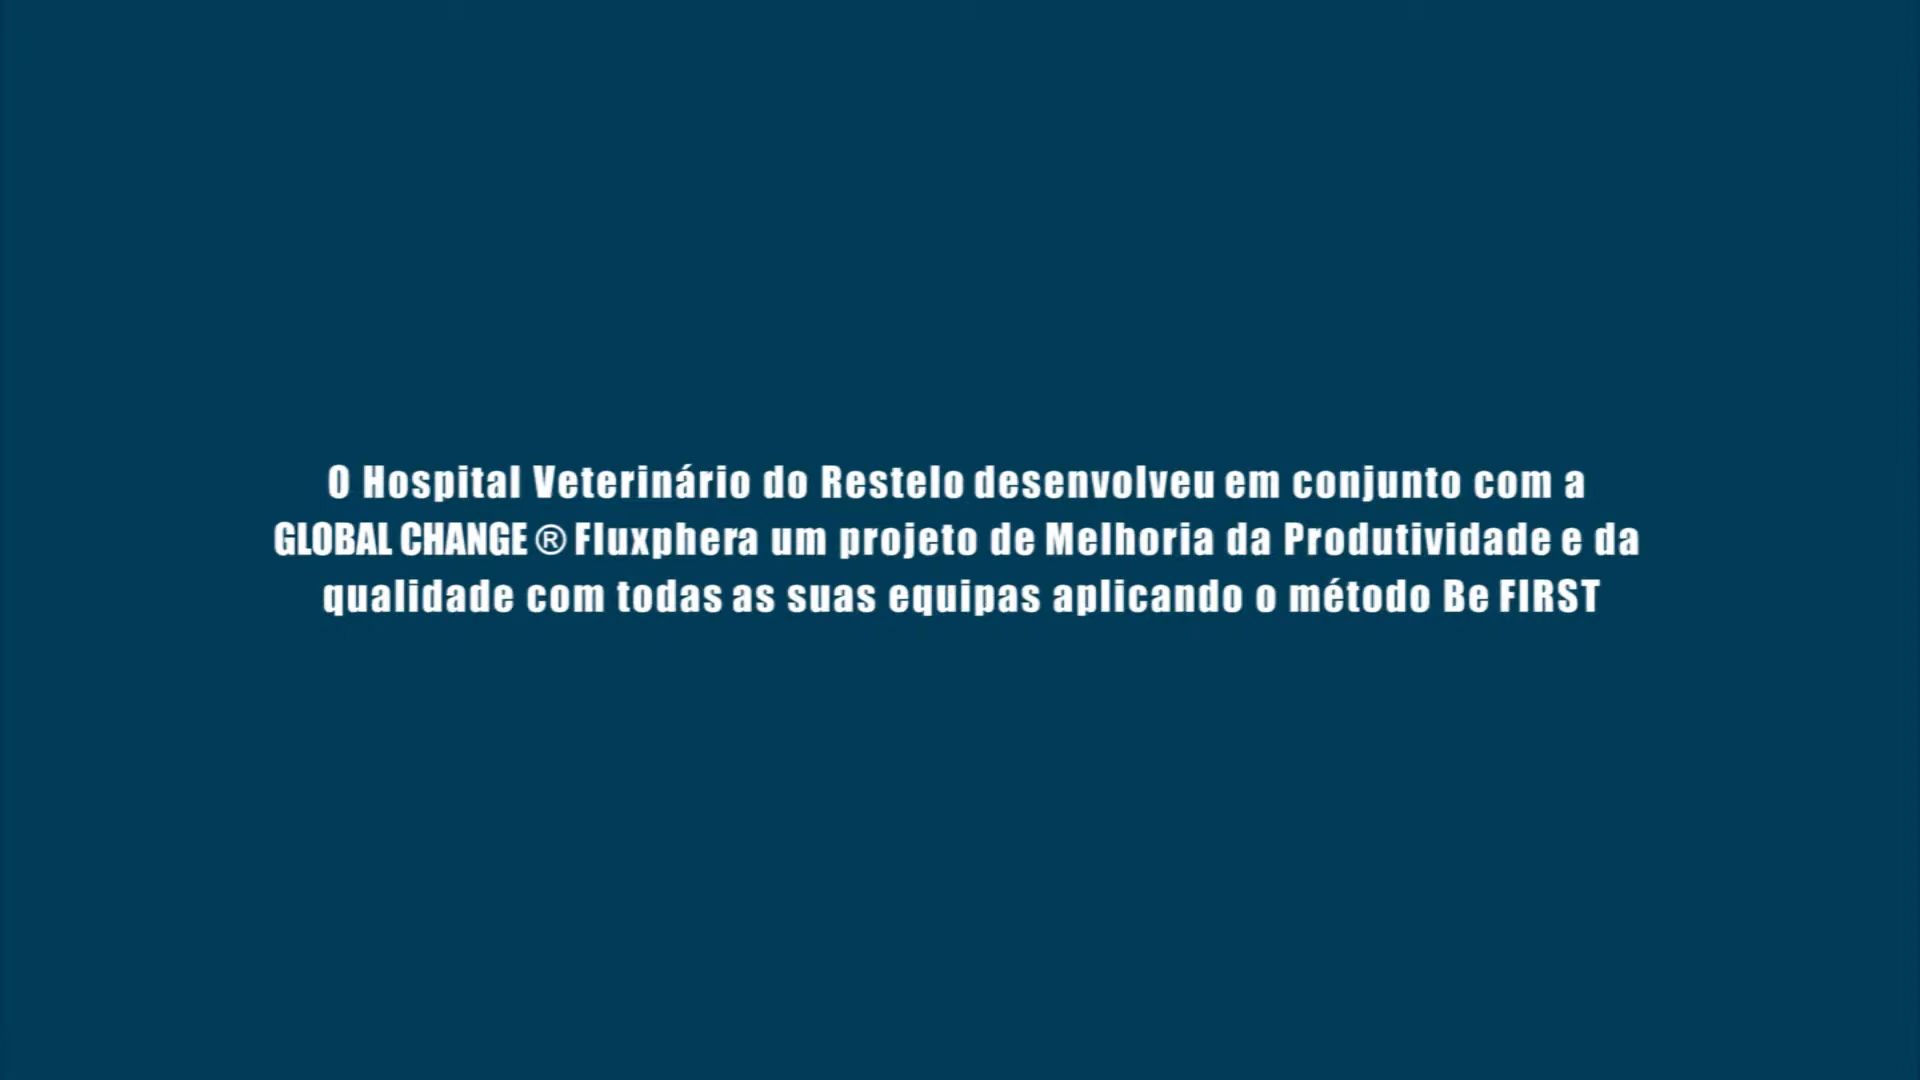 O Hospital Veterinário do Restelo desenvolveu em conjunto com a
GLOBAL CHANGE ® Fluxphera um projeto de Melhoria da Produtividade e da
qualidade com todas as suas equipas aplicando o método Be FIRST